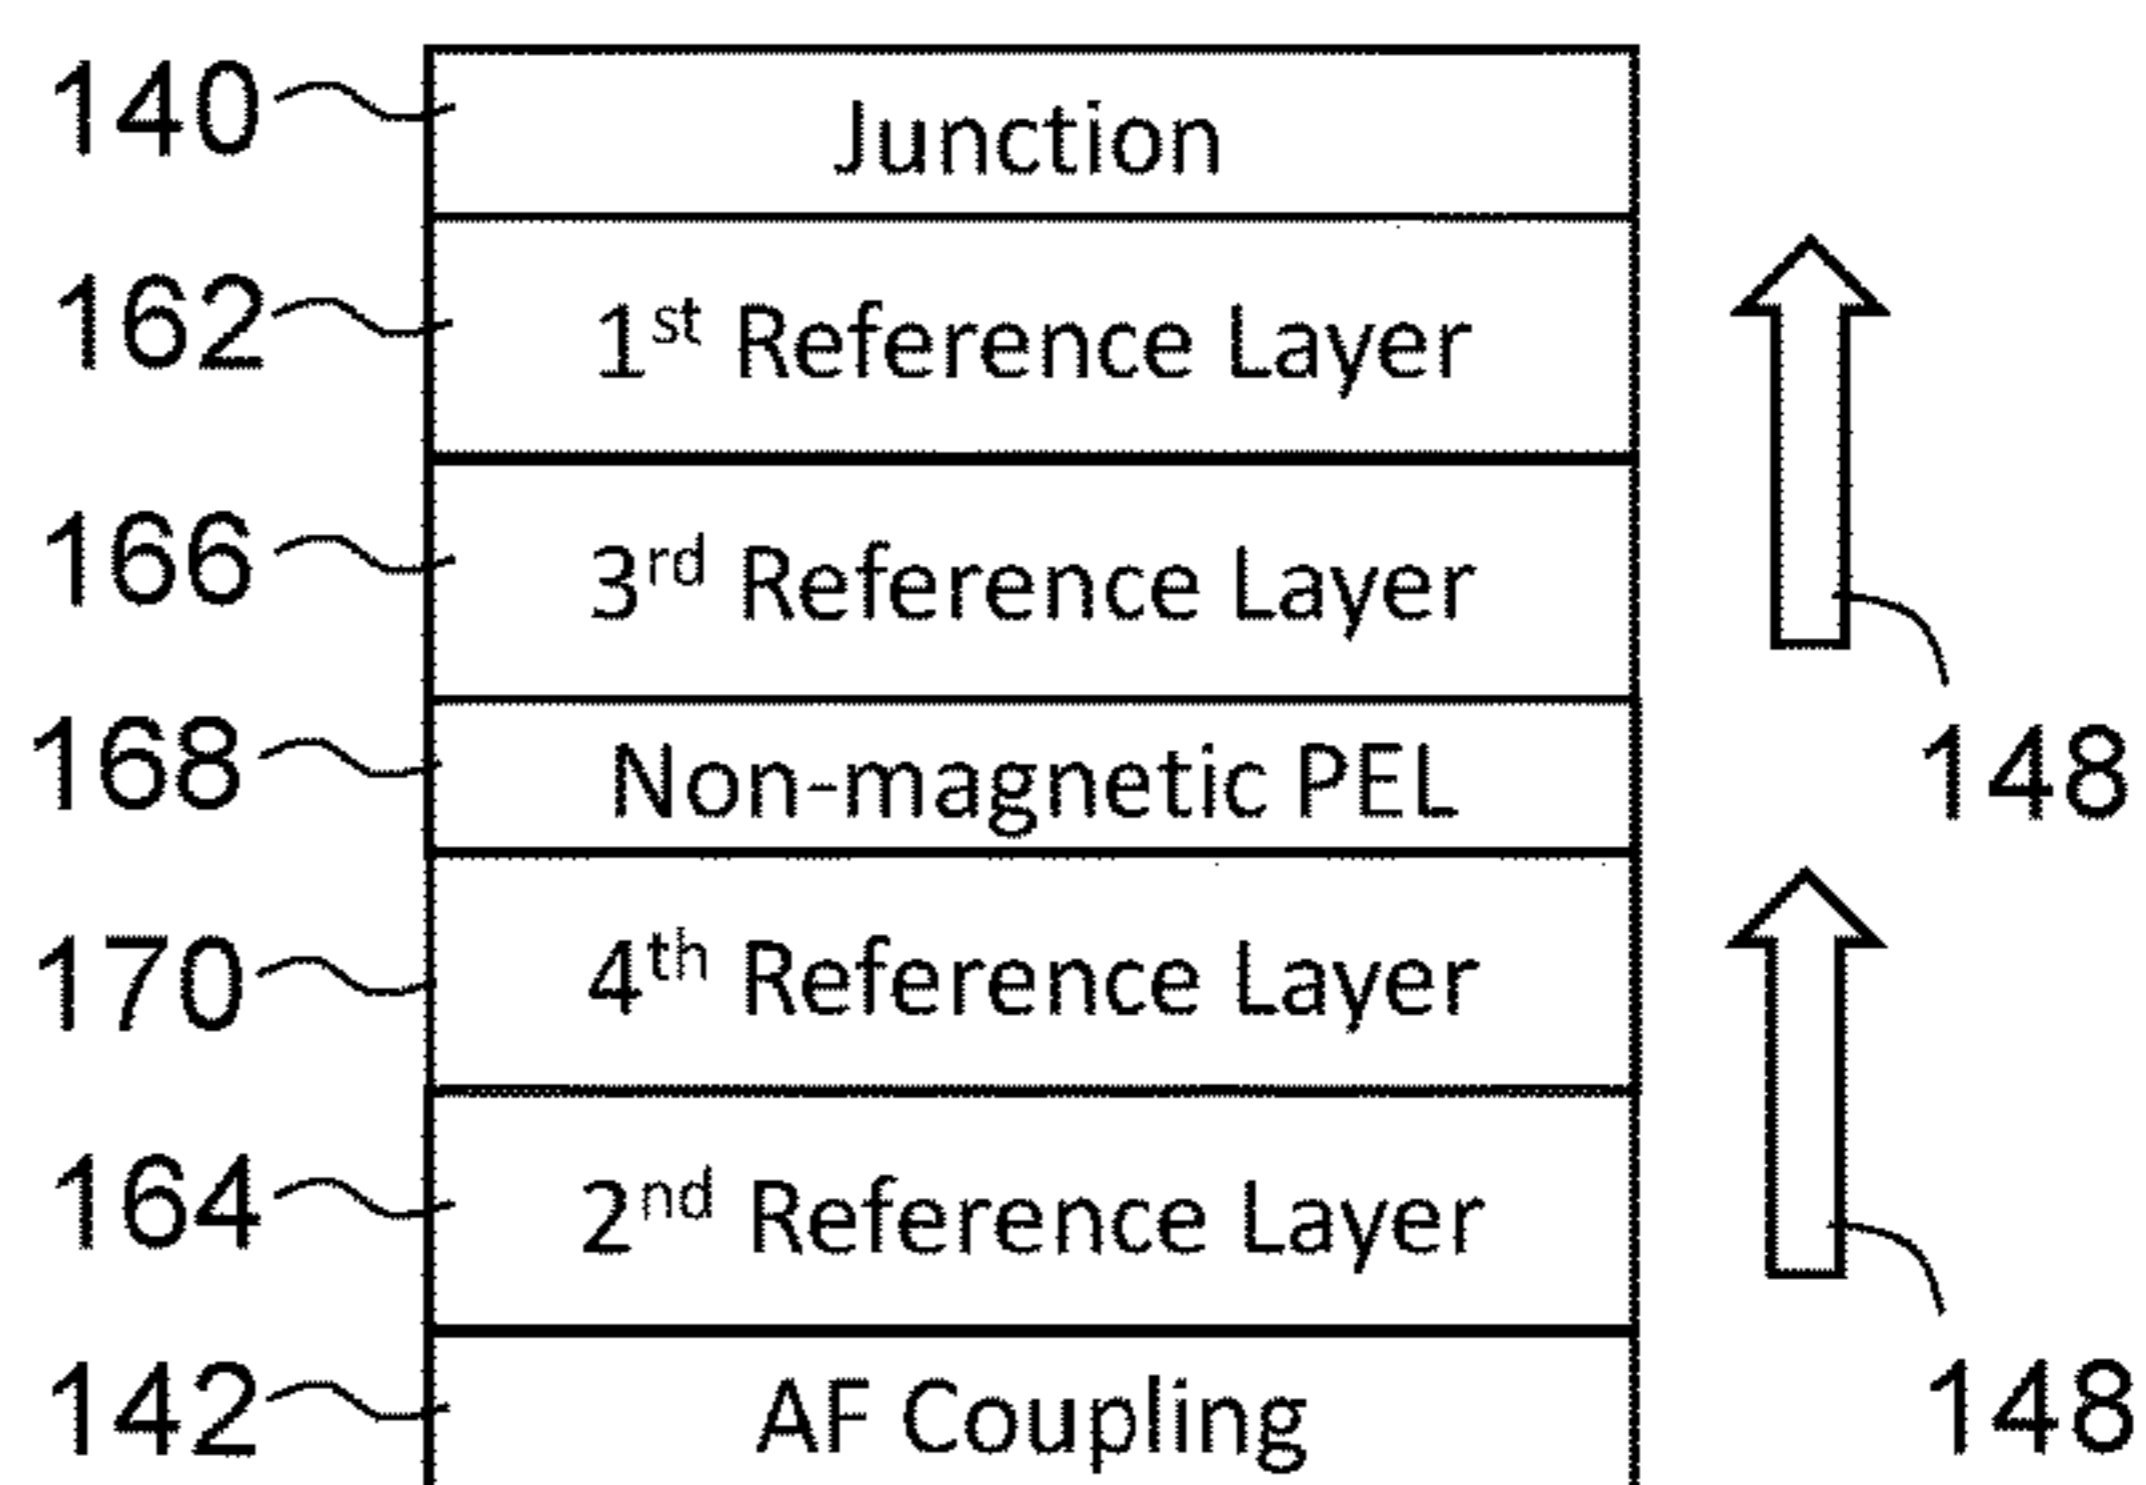 140 Junction
162 1st Reference Layer
166 3rd Reference Layer
168 Non-magnetic PEL 148
170 4th Reference Layer
164 2nd Reference Layer
142 AF Coupling 148